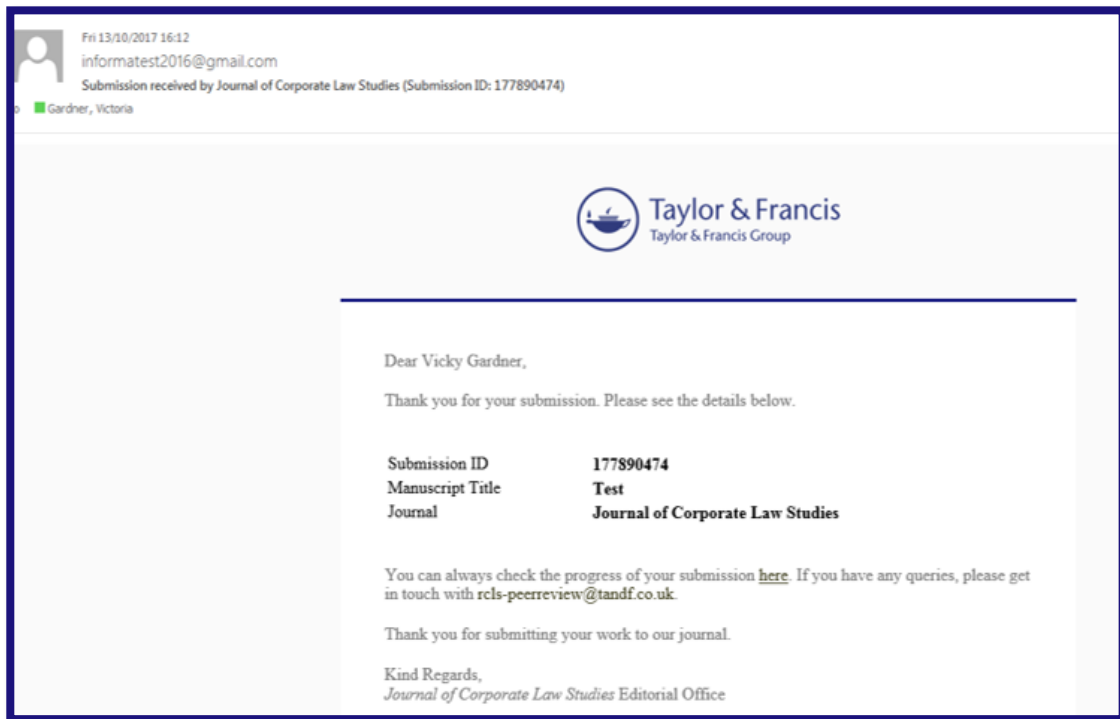 Fri 13/10/2017 16:12
informatest2016@gmail.com
Submission received by Journal of Corporate Law Studies (Submission ID: 177890474)
Gardner, Victoria
Taylor & Francis
Taylor & Francis Group
Dear Vicky Gardner,
Thank you for your submission. Please see the details below.
Submission ID 177890474
Manuscript Title Test
Journal Journal of Corporate Law Studies
You can always check the progress of your submission here. If you have any queries, please get
in touch with rcls-peerreview@tandf.co.uk.
Thank you for submitting your work to our journal.
Kind Regards,
Journal of Corporate Law Studies Editorial Office